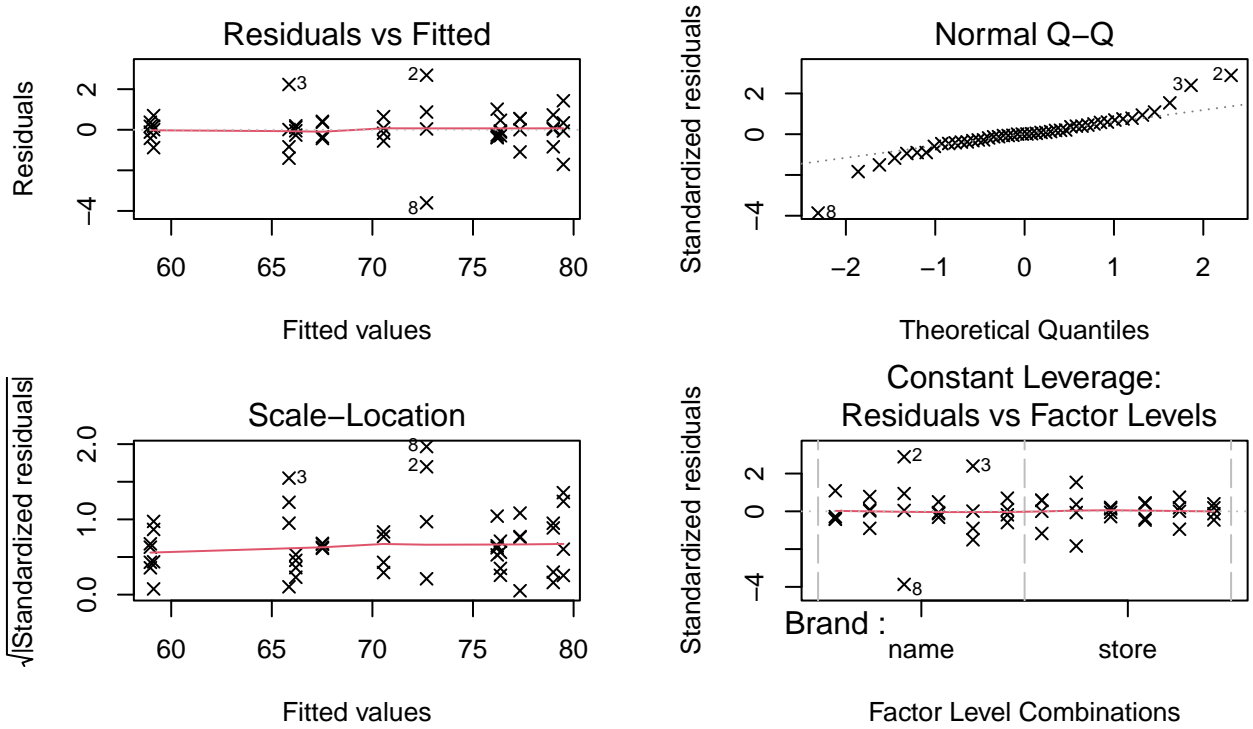 Residuals vs Fitted
Residuals
2
0
−4
3
2
8
60 65 70 75 80
Fitted values
Normal Q−Q
Standardized residuals
2
0
−4
3
2
8
−2 −1 0 1 2
Theoretical Quantiles
Scale−Location
√|Standardized residuals|
2.0
1.0
0.0
3
8
2
60 65 70 75 80
Fitted values
Constant Leverage:
Residuals vs Factor Levels
Standardized residuals
2
0
−4
2
3
8
Brand :
name store
Factor Level Combinations